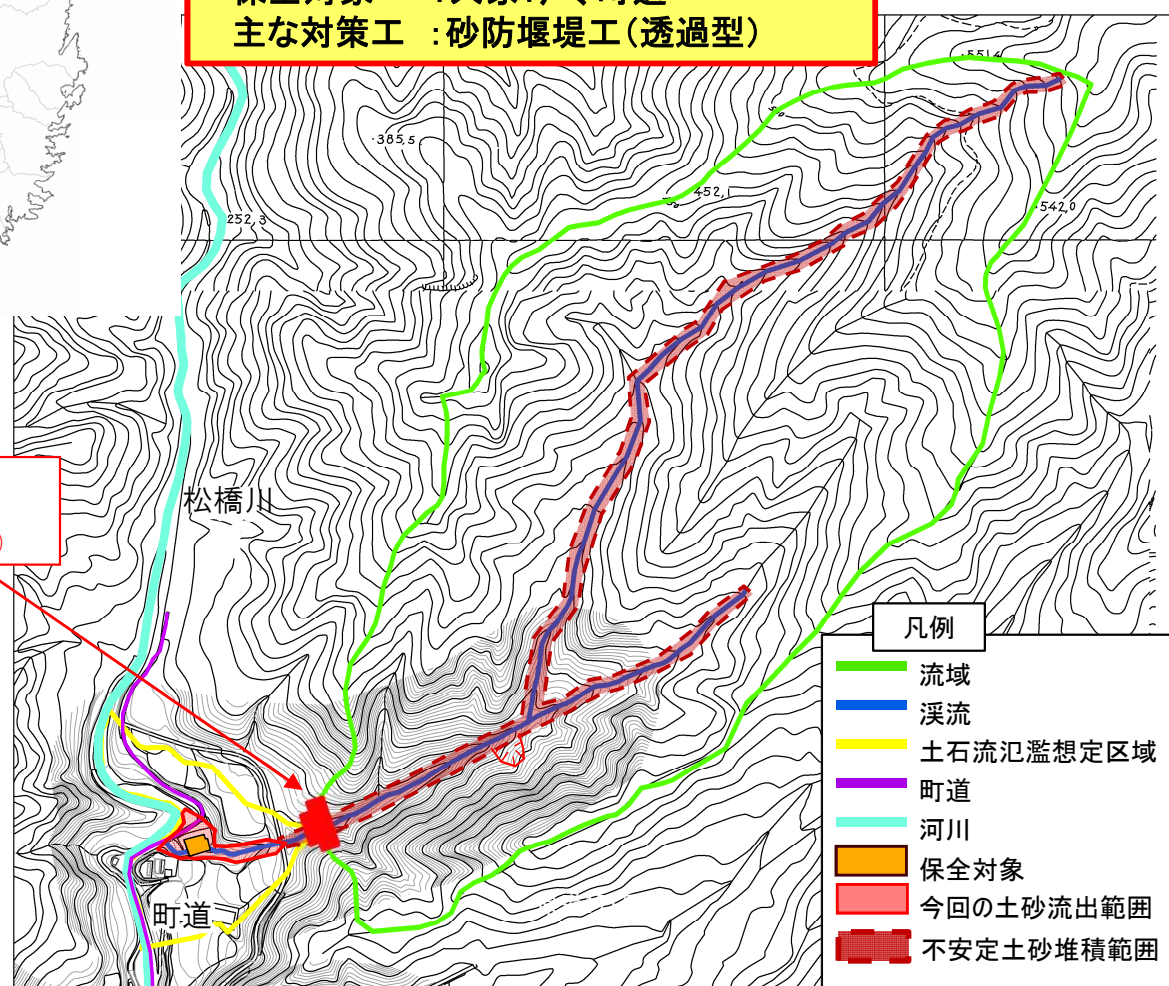 主な対策工 :砂防堰堤工(透過型)
551,4
385,5
452,1
252,3
542,0
松橋川
町道
凡例
流域
渓流
土石流氾濫想定区域
町道
河川
保全対象
今回の土砂流出範囲
不安定土砂堆積範囲